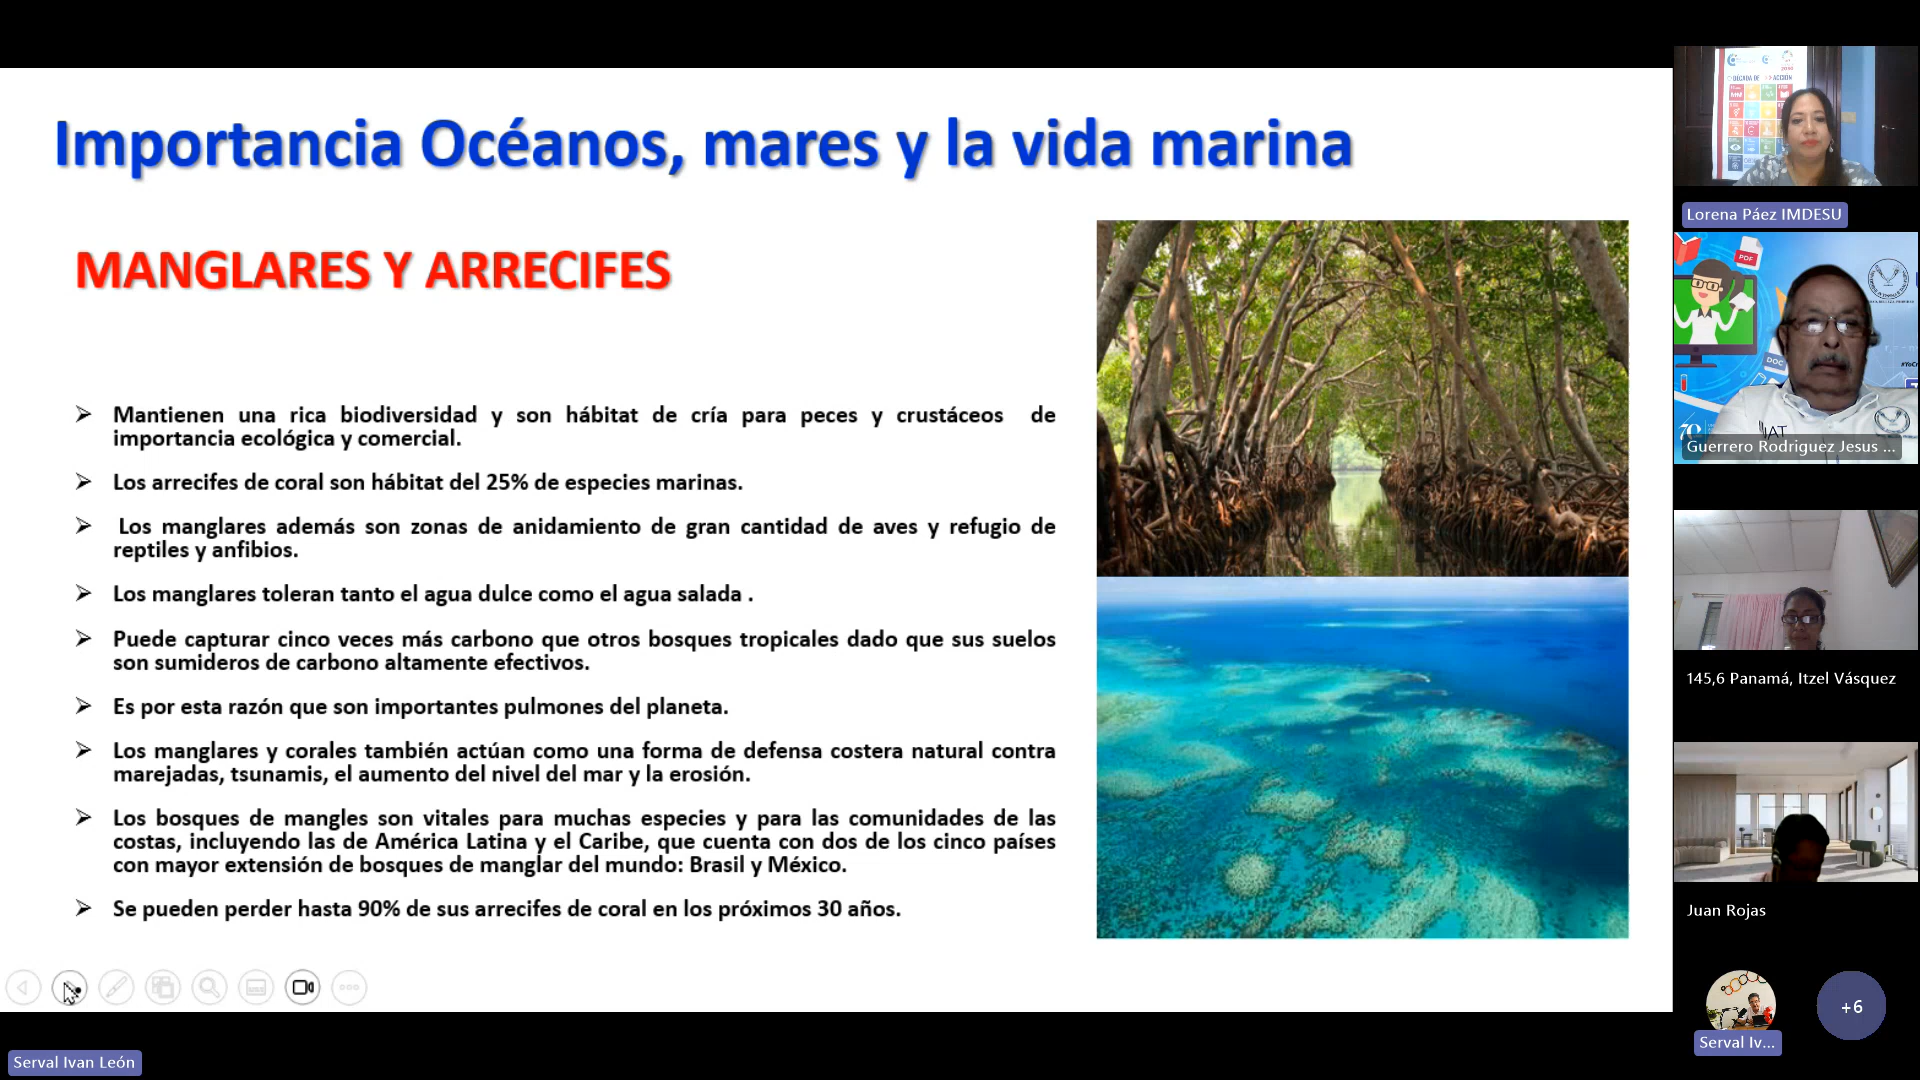 Importancia Océanos, mares y la vida marina
MANGLARES Y ARRECIFES
Mantienen una rica biodiversidad y son hábitat de cría para peces y crustáceos de
importancia ecológica y comercial.
Los arrecifes de coral son hábitat del 25% de especies marinas.
Los manglares además son zonas de anidamiento de gran cantidad de aves y refugio de
reptiles y anfibios.
Los manglares toleran tanto el agua dulce como el agua salada .
Puede capturar cinco veces más carbono que otros bosques tropicales dado que sus suelos
son sumideros de carbono altamente efectivos.
Es por esta razón que son importantes pulmones del planeta.
Los manglares y corales también actúan como una forma de defensa costera natural contra
marejadas, tsunamis, el aumento del nivel del mar y la erosión.
Los bosques de mangles son vitales para muchas especies y para las comunidades de las
costas, incluyendo las de América Latina y el Caribe, que cuenta con dos de los cinco países
con mayor extensión de bosques de manglar del mundo: Brasil y México.
Se pueden perder hasta 90% de sus arrecifes de coral en los próximos 30 años.
Serval Ivan León
DÉCADA DE ACCIÓN
Lorena Páez IMDESU
PDF
DOC
Guerrero Rodriguez Jesus ...
145,6 Panamá, Itzel Vásquez
Juan Rojas
Serval Iv...
+6